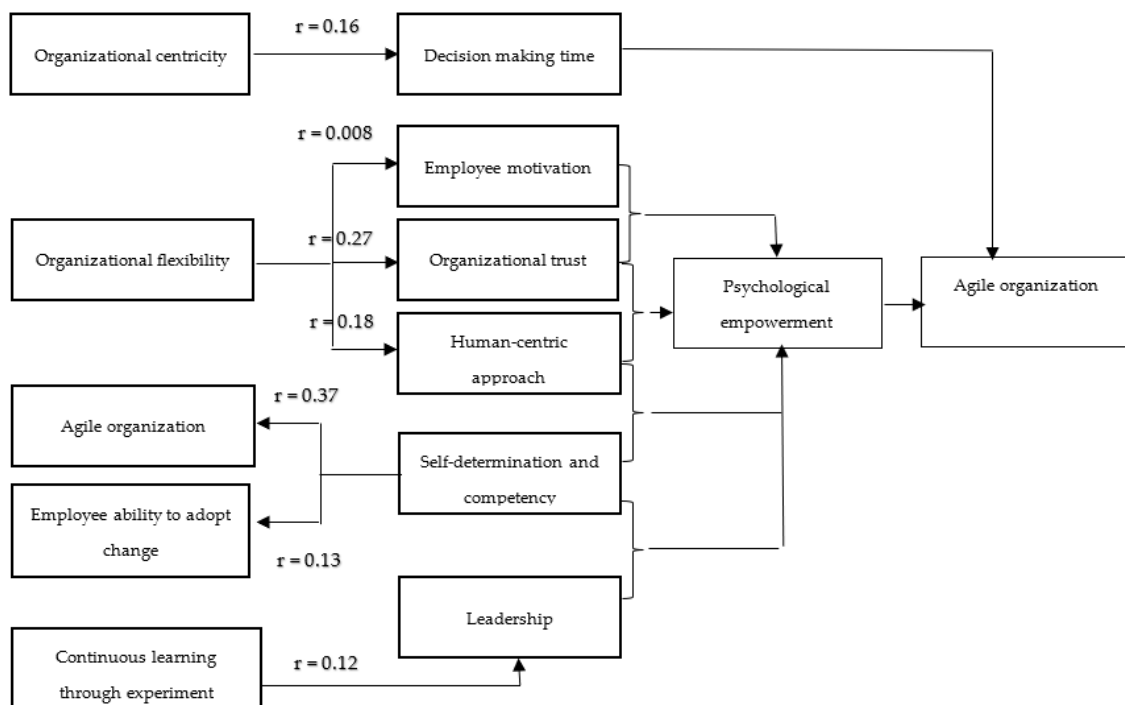 r = 0.16
Organizational centricity
Decision making time
r = 0.008
Employee motivation
Organizational flexibility
r = 0.27
Organizational trust
Psychological
empowerment
Agile organization
r = 0.18
Human-centric
approach
r = 0.37
Agile organization
Self-determination and
competency
Employee ability to adopt
change
r = 0.13
Leadership
Continuous learning
through experiment
r = 0.12